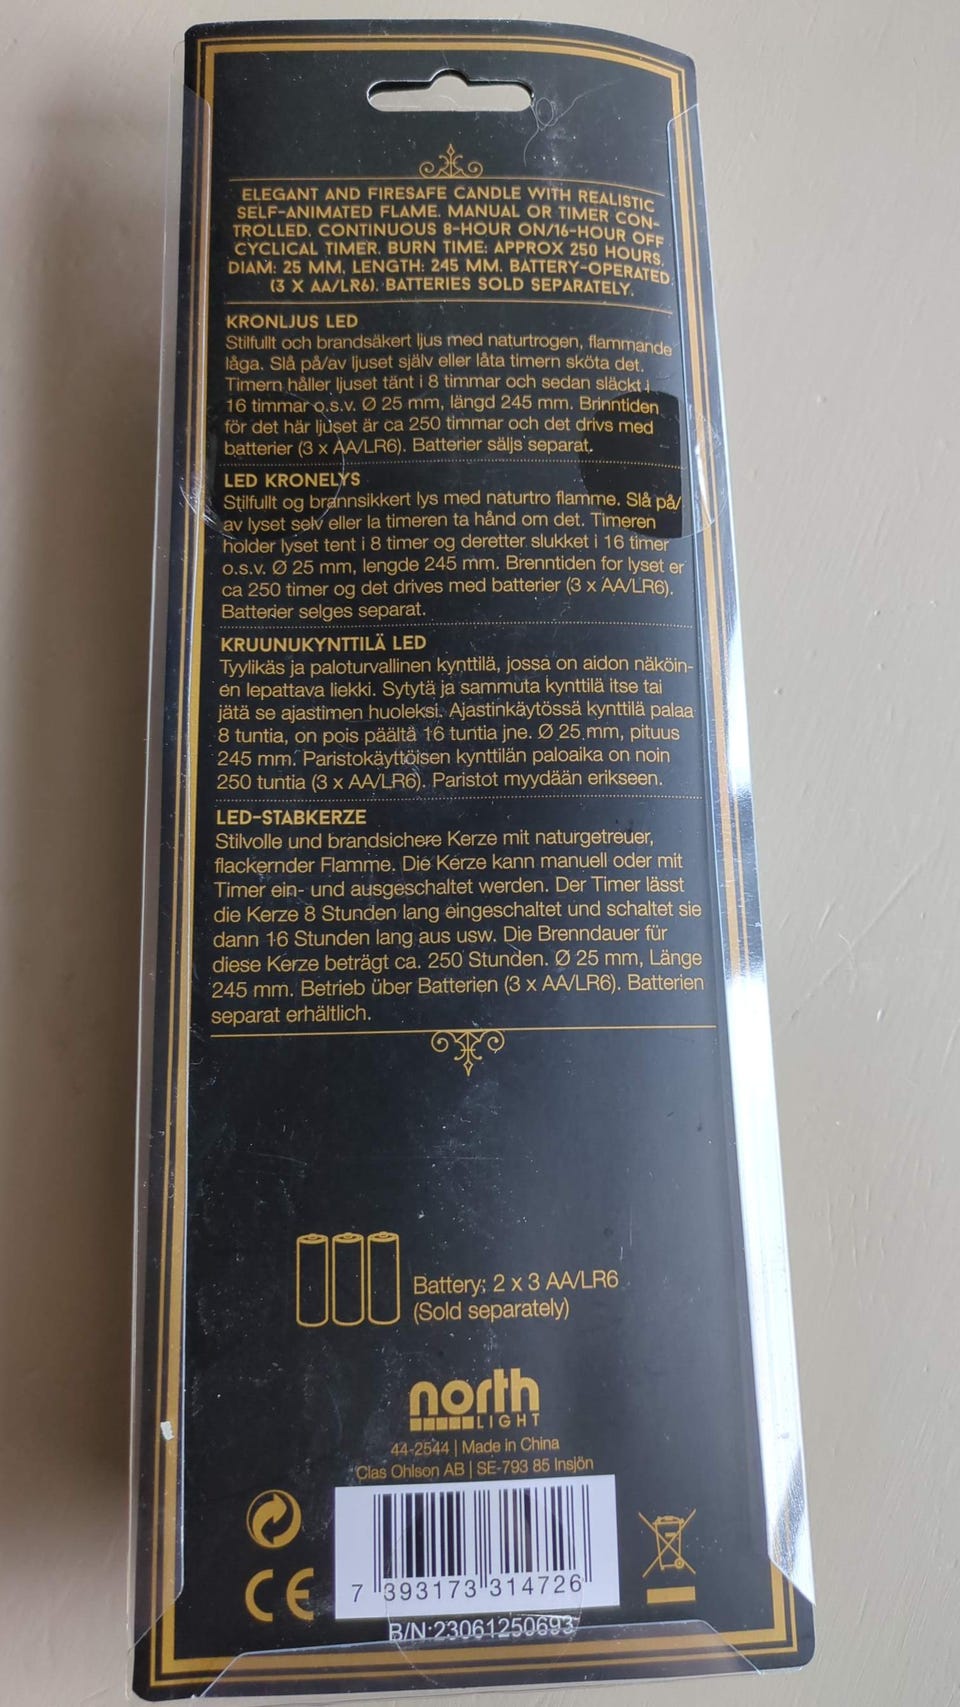 ELEGANT AND FIRESAFE CANDLE WITH REALISTIC
SELF-ANIMATED FLAME. MANUAL OR TIMER CON-
TROLLED. CONTINUOUS 8-HOUR ON/16-HOUR OFF
CYCLICAL TIMER. BURN TIME: APPROX 250 HOURS.
DIAM: 25 MM, LENGTH: 245 MM. BATTERY-OPERATED
(3 X AA/LR6). BATTERIES SOLD SEPARATELY.
KRONLJUS LED
Stilfullt och brandsäkert ljus med naturtrogen, flammande
låga. Slå på/av ljuset själv eller låta timern sköta det.
Timern håller ljuset tänt i 8 timmar och sedan släckt i
16 timmar o.s.v. Ø 25 mm, längd 245 mm. Brinntiden
för det här ljuset är ca 250 timmar och det drivs med
batterier (3 x AA/LR6). Batterier säljs separat.
LED KRONELYS
Stilfullt og brannsikkert lys med naturtro flamme. Slå på/
av lyset selv eller la timeren ta hånd om det. Timeren
holder lyset tent i 8 timer og deretter slukket i 16 timer
o.s.v. Ø 25 mm, lengde 245 mm. Brenntiden for lyset er
ca 250 timer og det drives med batterier (3 x AA/LR6).
Batterier selges separat.
KRUUNUKYNTTILÄ LED
Tyylikäs ja paloturvallinen kynttilä, jossa on aidon näköin-
en lepattava liekki. Sytytä ja sammuta kynttilä itse tai
jätä se ajastimen huoleksi. Ajastinkäytössä kynttilä palaa
8 tuntia, on pois päältä 16 tuntia jne. Ø 25 mm, pituus
245 mm. Paristokäyttöisen kynttilän paloaika on noin
250 tuntia (3 x AA/LR6). Paristot myydään erikseen.
LED-STABKERZE
Stilvolle und brandsichere Kerze mit naturgetreuer,
flackernder Flamme. Die Kerze kann manuell oder mit
Timer ein- und ausgeschaltet werden. Der Timer lässt
die Kerze 8 Stunden lang eingeschaltet und schaltet sie
dann 16 Stunden lang aus usw. Die Brenndauer für
diese Kerze beträgt ca. 250 Stunden. Ø 25 mm, Länge
245 mm. Betrieb über Batterien (3 x AA/LR6). Batterien
separat erhältlich.
Battery: 2 x 3 AA/LR6
(Sold separately)
north
LIGHT
44-2544 | Made in China
Clas Ohlson AB | SE-793 85 Insjön
CE
7 393173 314726
B/N:23061250693